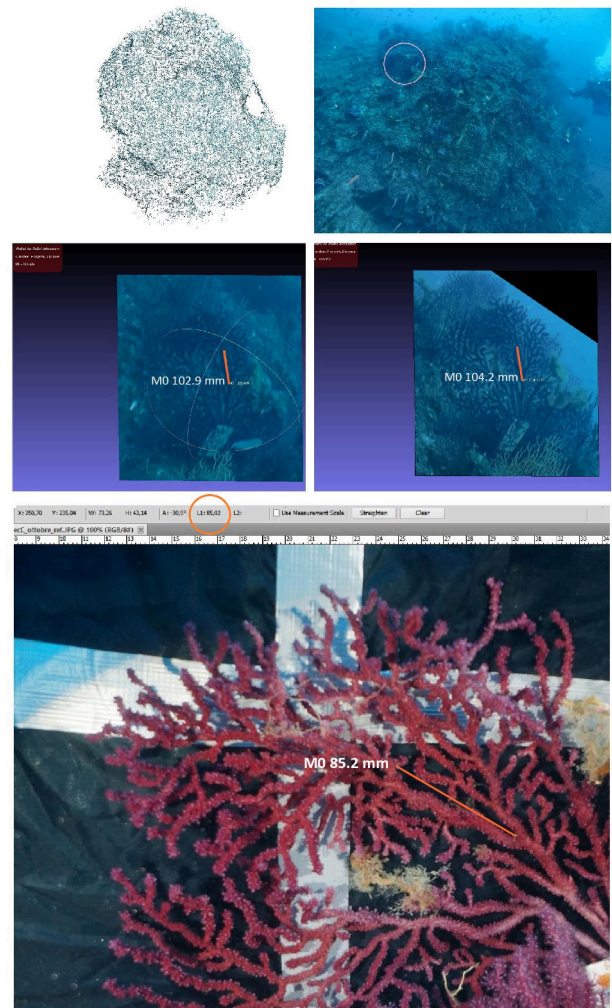 M0 102.9 mm
M0 104.2 mm
X: 350,70 Y: 235,04 W: 73,26 H: 43,14 A: -30,5° L1: 85,02 L2: Use Measurement Scale Straighten Clear
ecC_ottobre_ref.JPG @ 100% (RGB/8#)
8 9 10 11 12 13 14 15 16 17 18 19 20 21 22 23 24 25 26 27 28 29 30 31 32 33 34
M0 85.2 mm